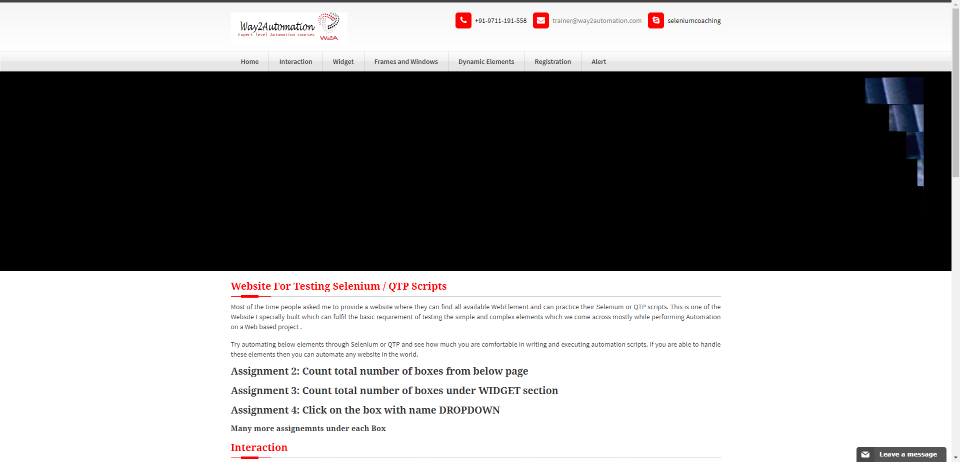 Way2Automation
Expert level Automation courses
W2A
+91-9711-191-558
trainer@way2automation.com
seleniumcoaching
Home
Interaction
Widget
Frames and Windows
Dynamic Elements
Registration
Alert
Website For Testing Selenium / QTP Scripts
Most of the time people asked me to provide a website where they can find all available WebElement and can practice their Selenium or QTP scripts. This is one of the
Website I specially built which can fulfil the basic requirement of testing the simple and complex elements which we come across mostly while performing Automation
on a Web based project .
Try automating below elements through Selenium or QTP and see how much you are comfortable in writing and executing automation scripts. If you are able to handle
these elements then you can automate any website in the world.
Assignment 2: Count total number of boxes from below page
Assignment 3: Count total number of boxes under WIDGET section
Assignment 4: Click on the box with name DROPDOWN
Many more assignemnts under each Box
Interaction
Leave a message